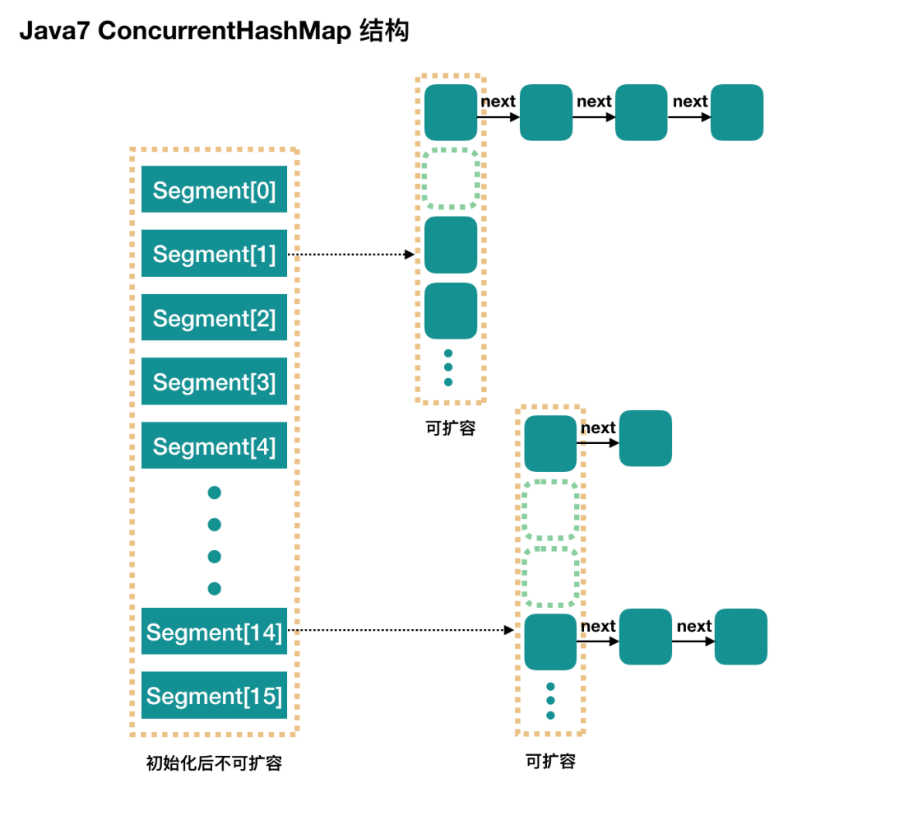 Java7 ConcurrentHashMap 结构
next next next
Segment[0]
Segment[1]
Segment[2]
Segment[3]
Segment[4]
可扩容
next
Segment[14]
next next
Segment[15]
初始化后不可扩容
可扩容